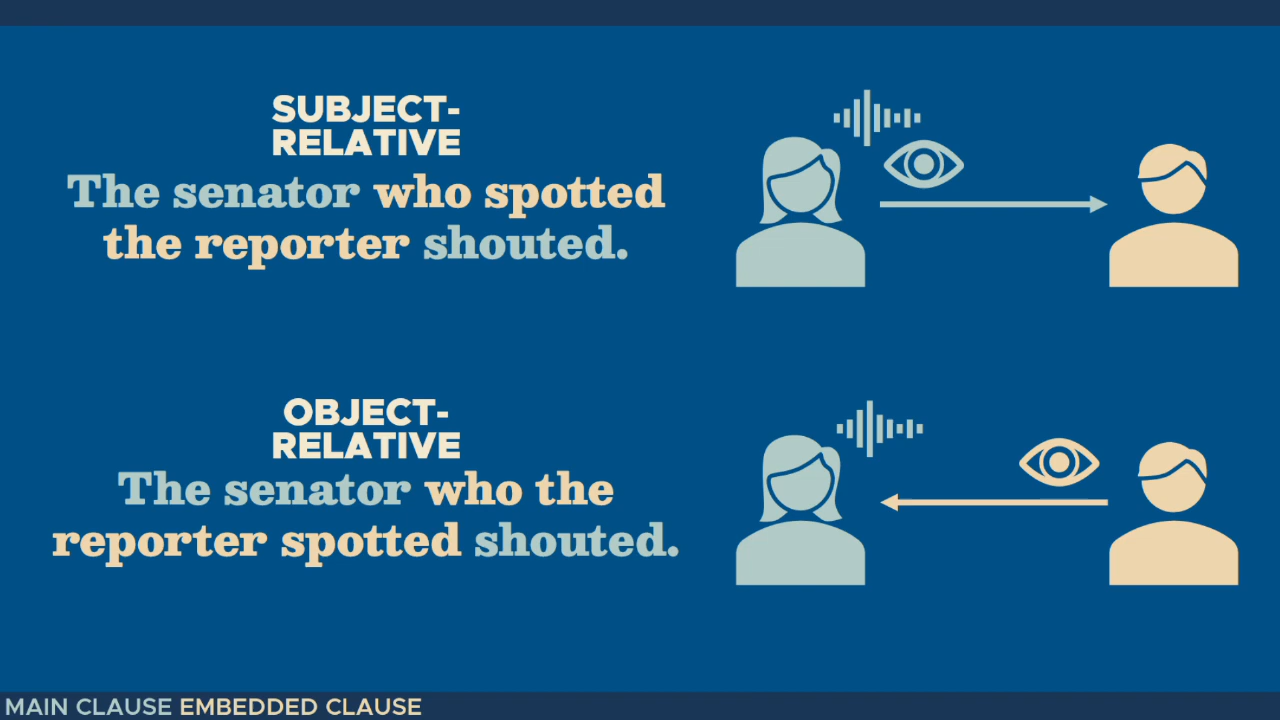 SUBJECT-
RELATIVE
The senator who spotted
the reporter shouted.
OBJECT-
RELATIVE
The senator who the
reporter spotted shouted.
MAIN CLAUSE EMBEDDED CLAUSE